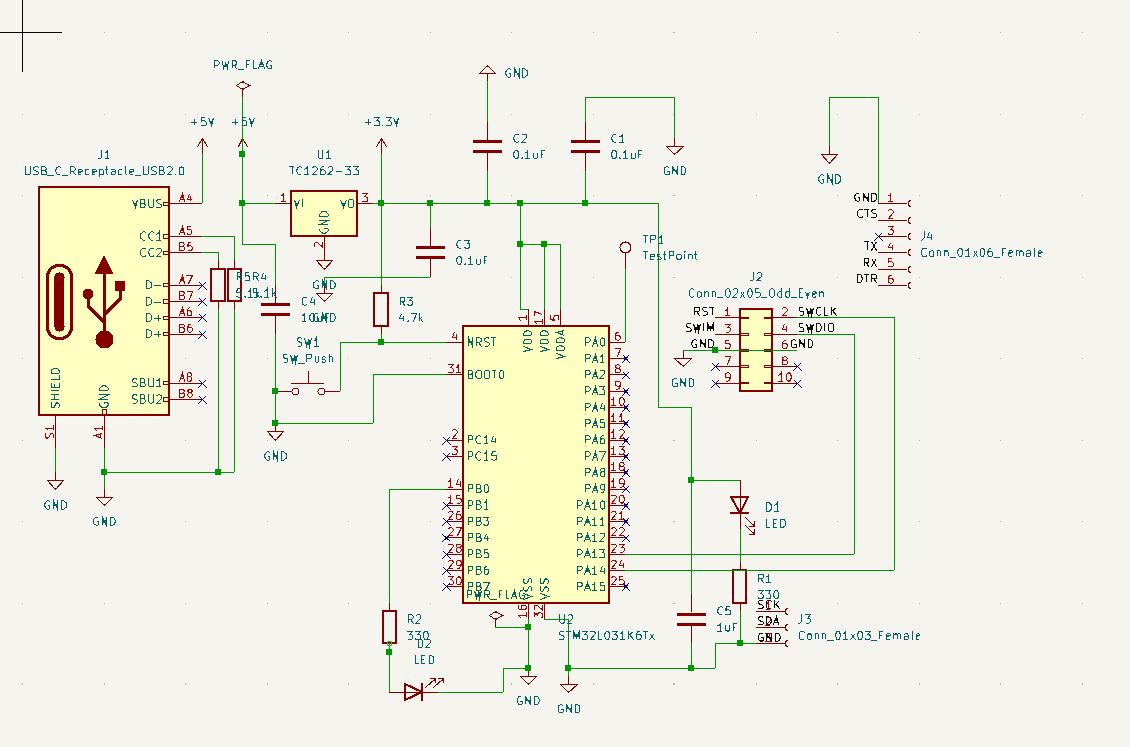 PWR_FLAG
+5V
+5V
+3.3V
GND
J1
USB_C_Receptacle_USB2.0
U1
TC1262-33
C2
0.1uF
C1
0.1uF
GND
GND
VBUS
A4
CC1
A5
CC2
B5
D-
A7
D-
B7
D+
A6
D+
B6
SBU1
A8
SBU2
B8
SHIELD
GND
S1
A1
GND
GND
1
VI
VO
3
GND
2
GND
GND
C3
0.1uF
R5
5.1k
R4
5.1k
C4
10uF
R3
4.7k
SW1
SW_Push
GND
TP1
TestPoint
GND
1
CTS
2
3
TX
4
RX
5
DTR
6
J4
Conn_01x06_Female
J2
Conn_02x05_Odd_Even
RST
1
2
SWCLK
SWIM
3
4
SWDIO
GND
5
6
GND
7
8
9
10
GND
1
17
5
VDD
VDD
VDDA
4
NRST
31
BOOT0
2
PC14
3
PC15
14
PB0
15
PB1
26
PB3
27
PB4
28
PB5
29
PB6
30
PB7
PA0
6
PA1
7
PA2
8
PA3
9
PA4
10
PA5
11
PA6
12
PA7
13
PA8
18
PA9
19
PA10
20
PA11
21
PA12
22
PA13
23
PA14
24
PA15
25
VSS
VSS
16
32
PWR_FLAG
U2
STM32L031K6Tx
R2
330
D2
LED
GND
GND
D1
LED
R1
330
C5
1uF
SCK
1
SDA
2
GND
3
J3
Conn_01x03_Female